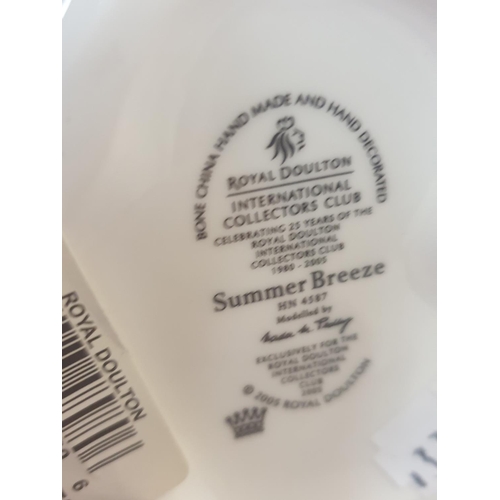 BONE CHINA HAND MADE AND HAND DECORATED
ROYAL DOULTON
INTERNATIONAL
COLLECTORS CLUB
CELEBRATING 25 YEARS OF THE
ROYAL DOULTON
INTERNATIONAL
COLLECTORS CLUB
1980 - 2005
Summer Breeze
HN 4587
Modelled by
EXCLUSIVELY FOR THE
ROYAL DOULTON
INTERNATIONAL
COLLECTORS
CLUB
2005
© 2005 ROYAL DOULTON
ROYAL DOULTON